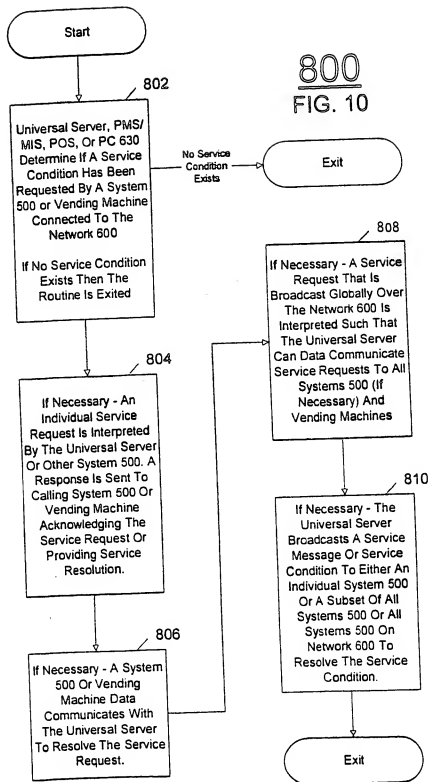 Start
800
FIG. 10
802
Universal Server, PMS/
MIS, POS, Or PC 630
Determine If A Service
Condition Has Been
Requested By A System
500 or Vending Machine
Connected To The
Network 600
If No Service Condition
Exists Then The
Routine Is Exited
No Service
Condition
Exists
Exit
804
If Necessary - An
Individual Service
Request Is Interpreted
By The Universal Server
Or Other System 500. A
Response Is Sent To
Calling System 500 Or
Vending Machine
Acknowledging The
Service Request Or
Providing Service
Resolution.
806
If Necessary - A System
500 Or Vending
Machine Data
Communicates With
The Universal Server
To Resolve The Service
Request.
808
If Necessary - A Service
Request That Is
Broadcast Globally Over
The Network 600 Is
Interpreted Such That
The Universal Server
Can Data Communicate
Service Requests To All
Systems 500 (If
Necessary) And
Vending Machines
810
If Necessary - The
Universal Server
Broadcasts A Service
Message Or Service
Condition To Either An
Individual System 500
Or A Subset Of All
Systems 500 Or All
Systems 500 On
Network 600 To
Resolve The Service
Condition.
Exit